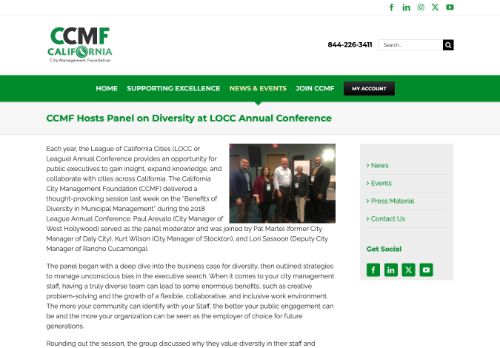 CCMF
CALIFORNIA
City Management Foundation
844-226-3411
Search...
HOME
SUPPORTING EXCELLENCE
NEWS & EVENTS
JOIN CCMF
MY ACCOUNT
CCMF Hosts Panel on Diversity at LOCC Annual Conference
Each year, the League of California Cities (LOCC or
League) Annual Conference provides an opportunity for
public executives to gain insight, expand knowledge, and
collaborate with cities across California. The California
City Management Foundation (CCMF) delivered a
thought-provoking session last week on the "Benefits of
Diversity in Municipal Management" during the 2018
League Annual Conference. Paul Arevalo (City Manager of
West Hollywood) served as the panel moderator and was joined by Pat Martel (former City
Manager of Daly City), Kurt Wilson (City Manager of Stockton), and Lori Sassoon (Deputy City
Manager of Rancho Cucamonga).
The panel began with a deep dive into the business case for diversity, then outlined strategies
to manage unconscious bias in the executive search. When it comes to your city management
staff, having a truly diverse team can lead to some enormous benefits, such as creative
problem-solving and the growth of a flexible, collaborative, and inclusive work environment.
The more your community can identify with your Staff, the better your public engagement can
be and the more your organization can be seen as the employer of choice for future
generations.
Rounding out the session, the group discussed why they value diversity in their staff and
> News
> Events
> Press Material
> Contact Us
Get Social